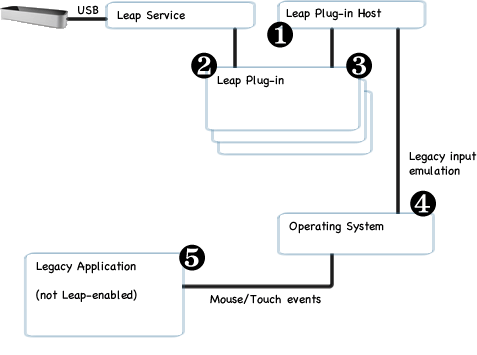 USB
Leap Service
Leap Plug-in Host
1
2
3
Leap Plug-in
Legacy input
emulation
4
Operating System
5
Legacy Application
(not Leap-enabled)
Mouse/Touch events